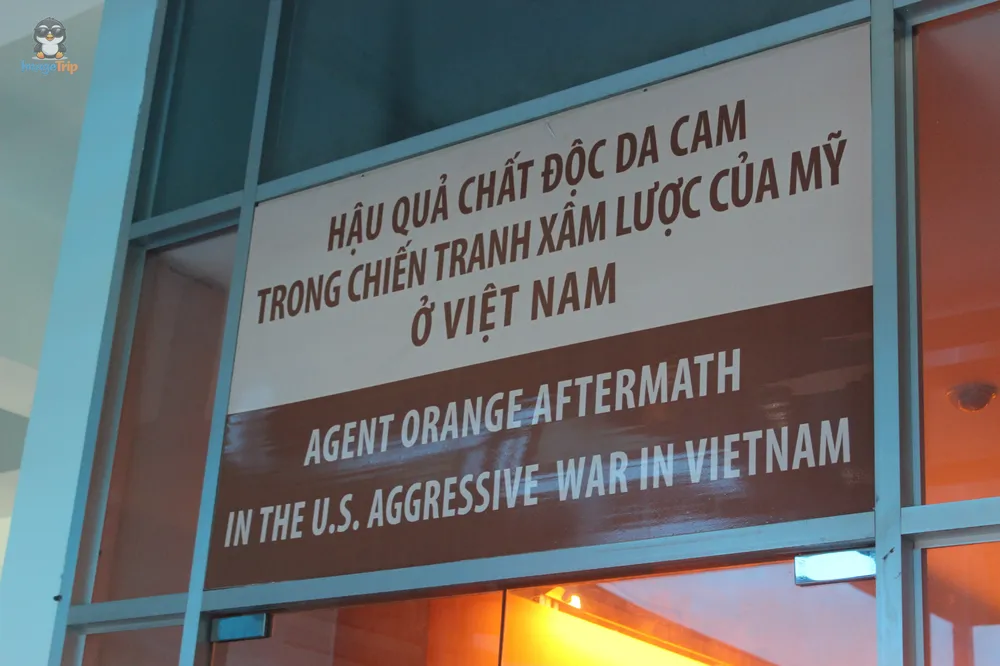 HẬU QUẢ CHẤT ĐỘC DA CAM
TRONG CHIẾN TRANH XÂM LƯỢC CỦA MỸ
Ở VIỆT NAM
AGENT ORANGE AFTERMATH
IN THE U.S. AGGRESSIVE WAR IN VIETNAM